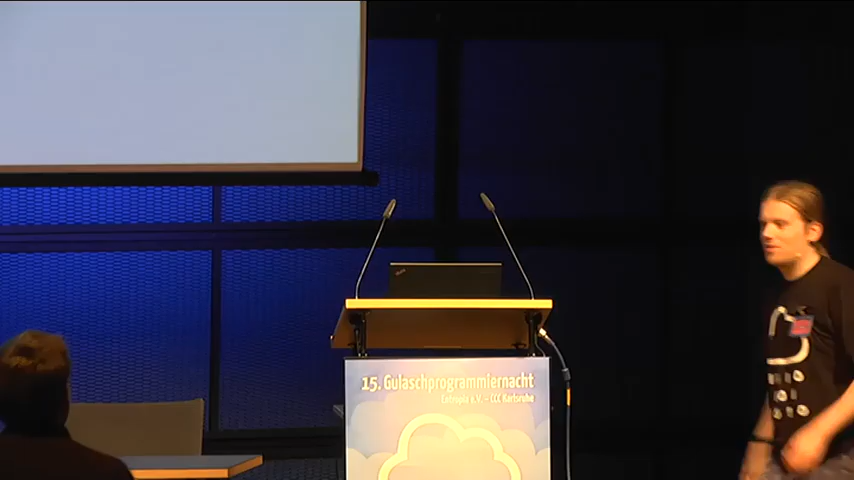 15. Gulaschprogrammiernacht
Entropia e.V. – CCC Karlsruhe